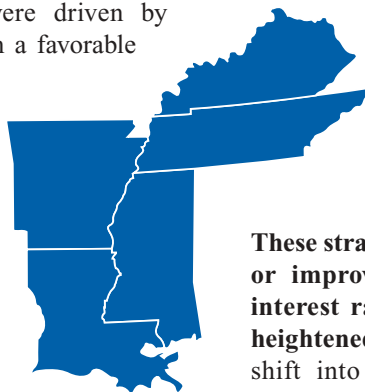 were driven by
a favorable
These stra
or improv
interest ra
heightened
shift into